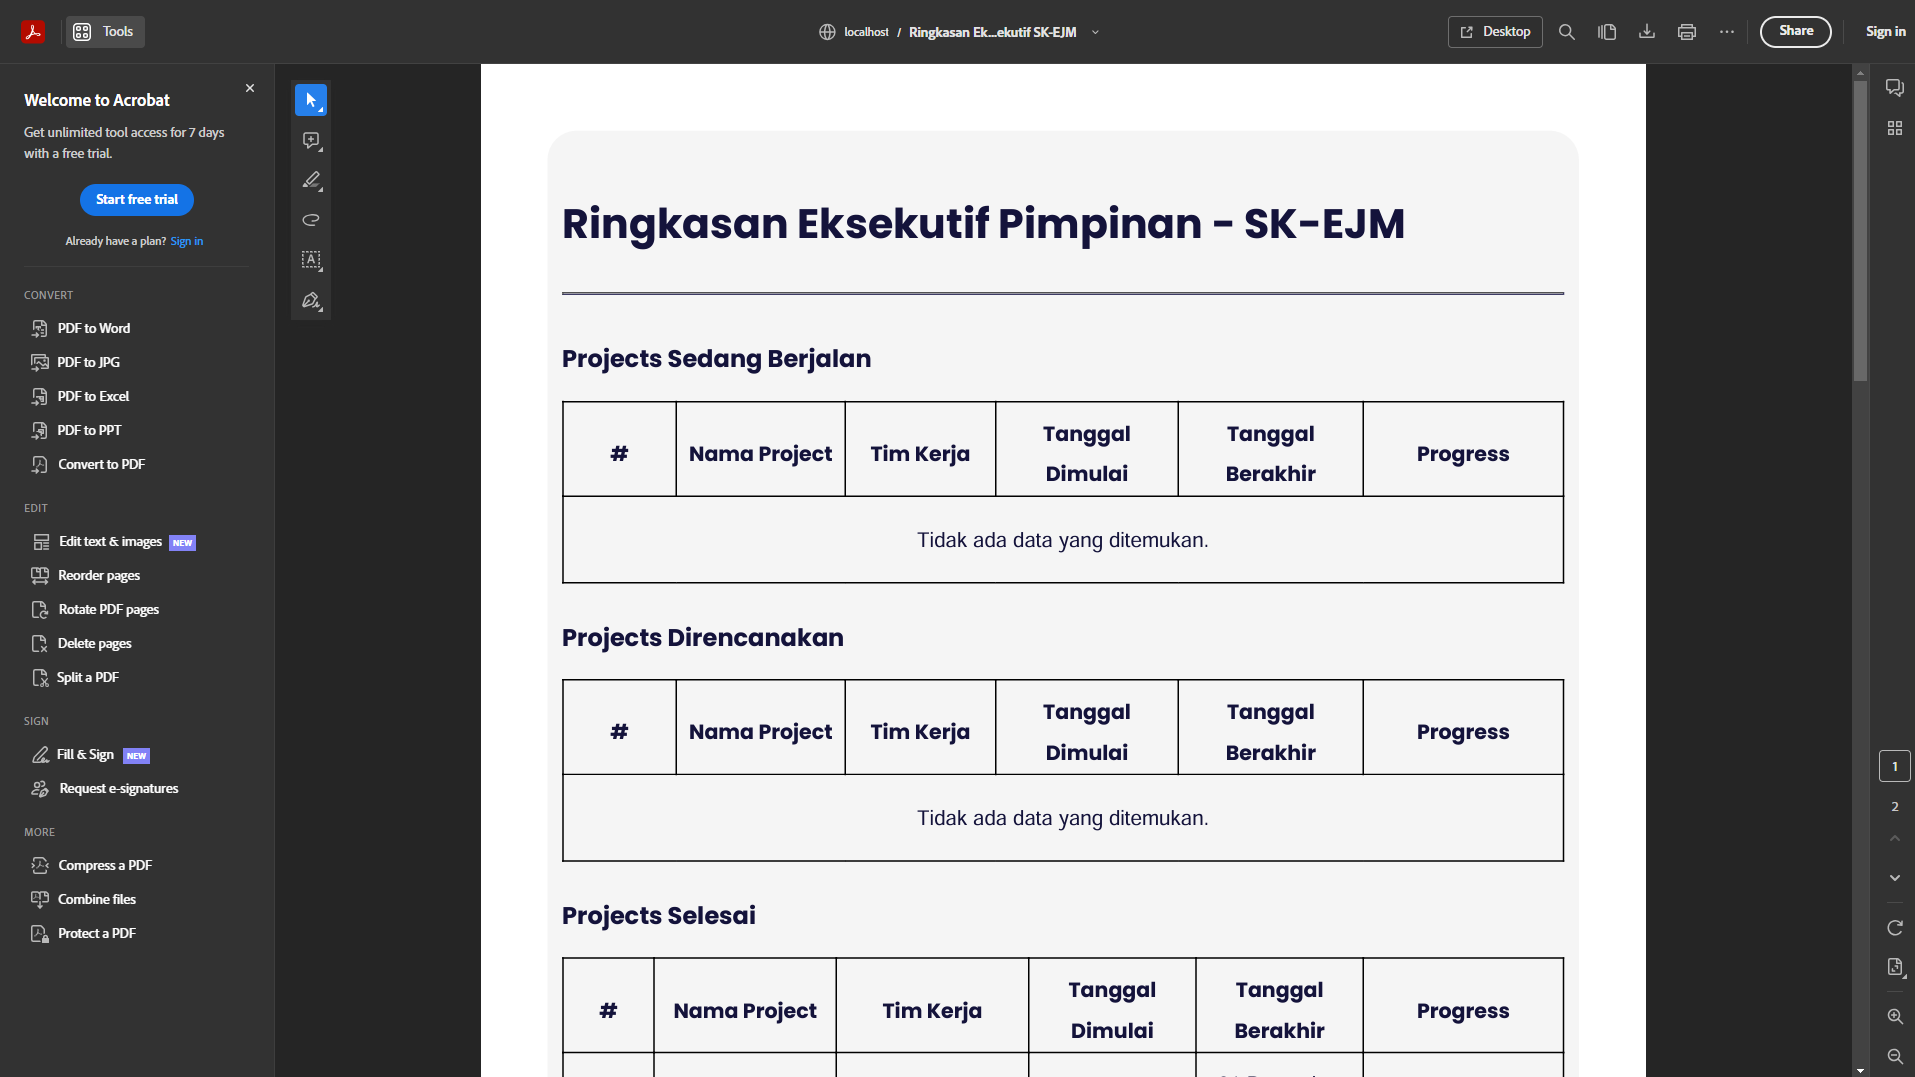 Tools
localhost / Ringkasan Ek...ekutif SK-EJM
Desktop
Share
Sign in
Welcome to Acrobat
Get unlimited tool access for 7 days
with a free trial.
Start free trial
Already have a plan? Sign in
CONVERT
PDF to Word
PDF to JPG
PDF to Excel
PDF to PPT
Convert to PDF
EDIT
Edit text & images NEW
Reorder pages
Rotate PDF pages
Delete pages
Split a PDF
SIGN
Fill & Sign NEW
Request e-signatures
MORE
Compress a PDF
Combine files
Protect a PDF
Ringkasan Eksekutif Pimpinan - SK-EJM
Projects Sedang Berjalan
# Nama Project Tim Kerja Tanggal Dimulai Tanggal Berakhir Progress
Tidak ada data yang ditemukan.
Projects Direncanakan
# Nama Project Tim Kerja Tanggal Dimulai Tanggal Berakhir Progress
Tidak ada data yang ditemukan.
Projects Selesai
# Nama Project Tim Kerja Tanggal Dimulai Tanggal Berakhir Progress
1
2